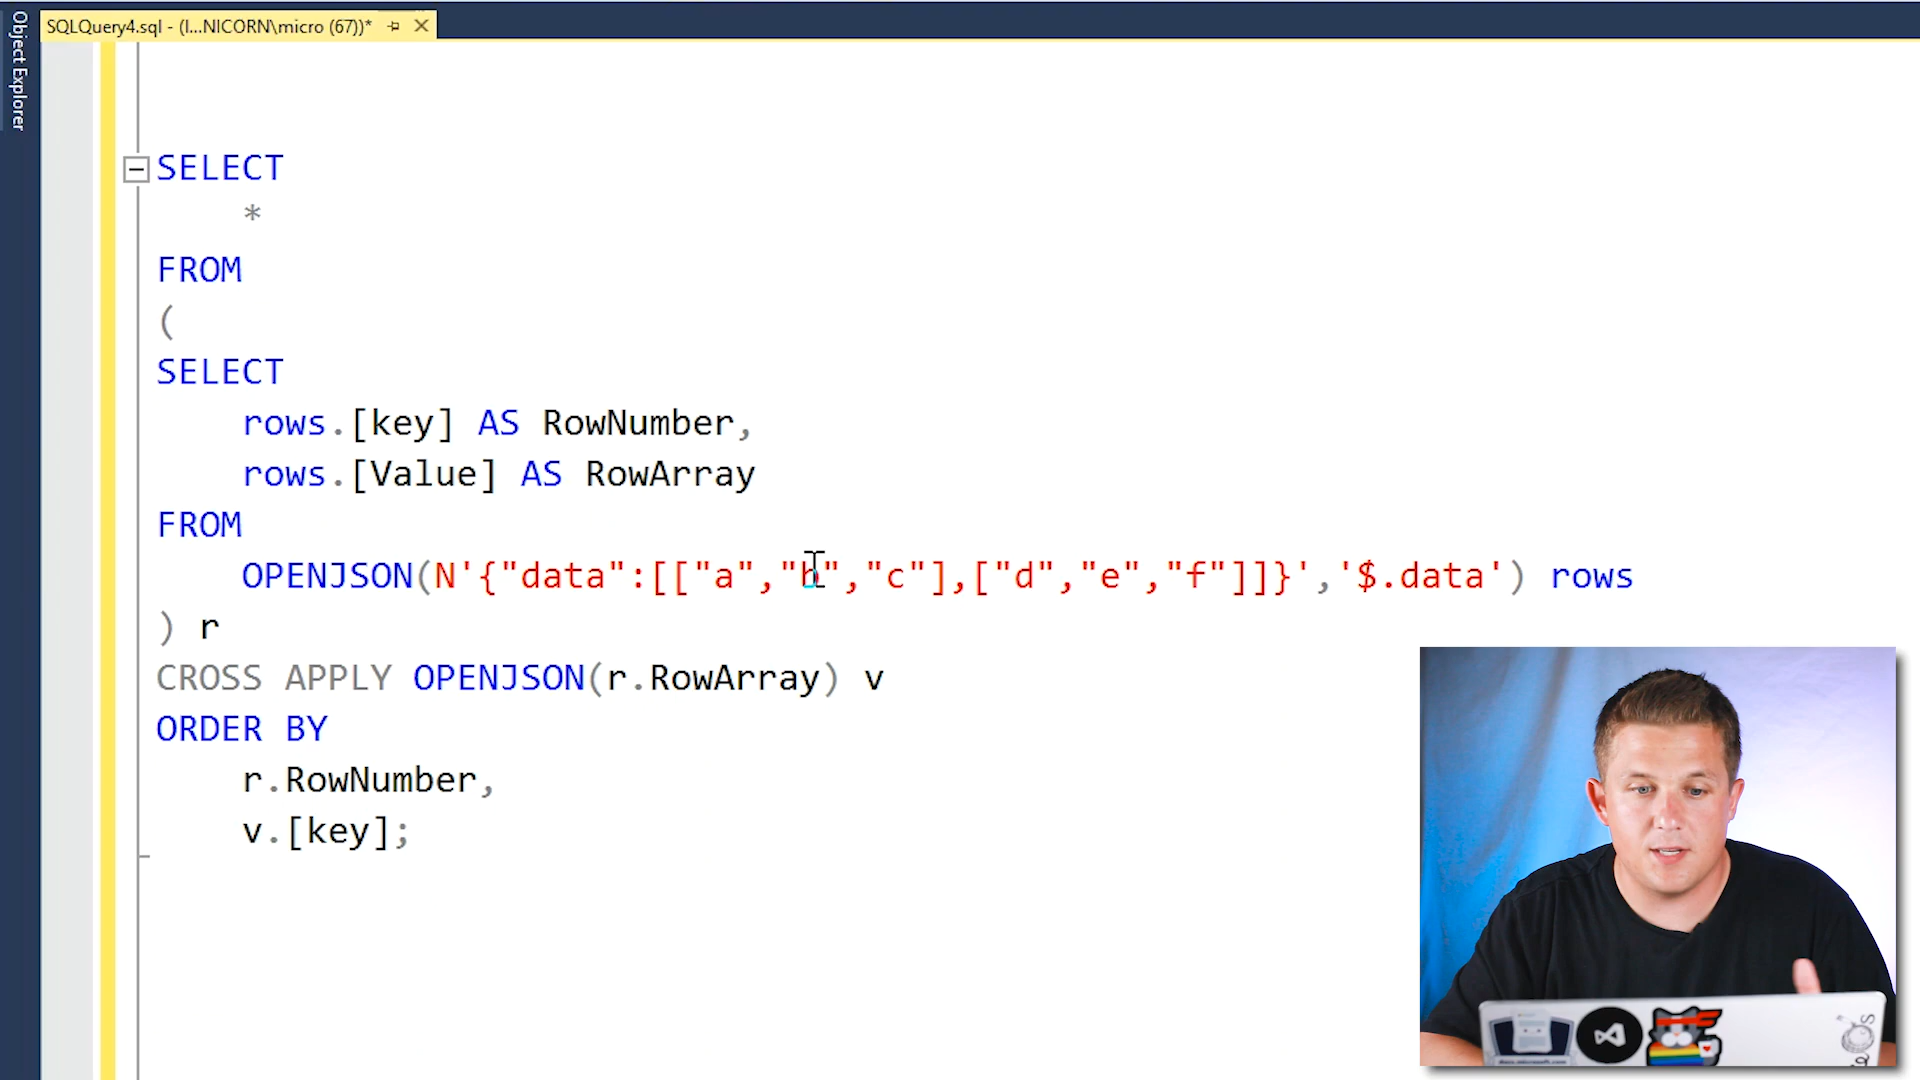 SQLQuery4.sql - (l...NICORN\micro (67))*
Object Explorer
SELECT
*
FROM
(
SELECT
rows.[key] AS RowNumber,
rows.[Value] AS RowArray
FROM
OPENJSON(N'{"data":[["a","b","c"],["d","e","f"]]}','$.data') rows
) r
CROSS APPLY OPENJSON(r.RowArray) v
ORDER BY
r.RowNumber,
v.[key];